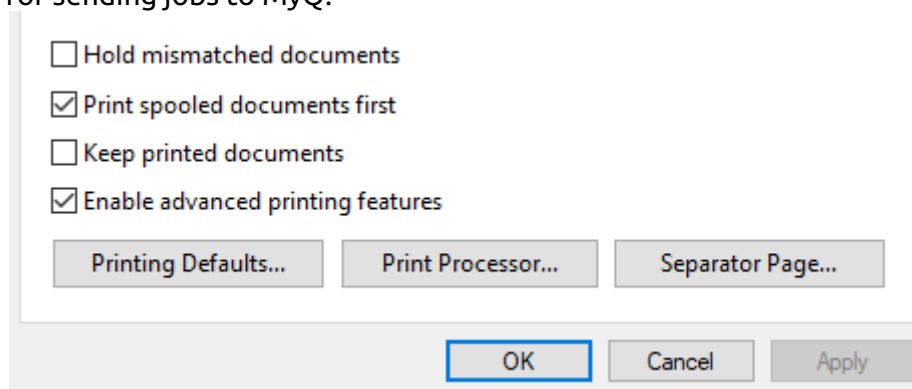 for sending jobs to MyQ.
Hold mismatched documents
Print spooled documents first
Keep printed documents
Enable advanced printing features
Printing Defaults... Print Processor... Separator Page...
OK Cancel Apply